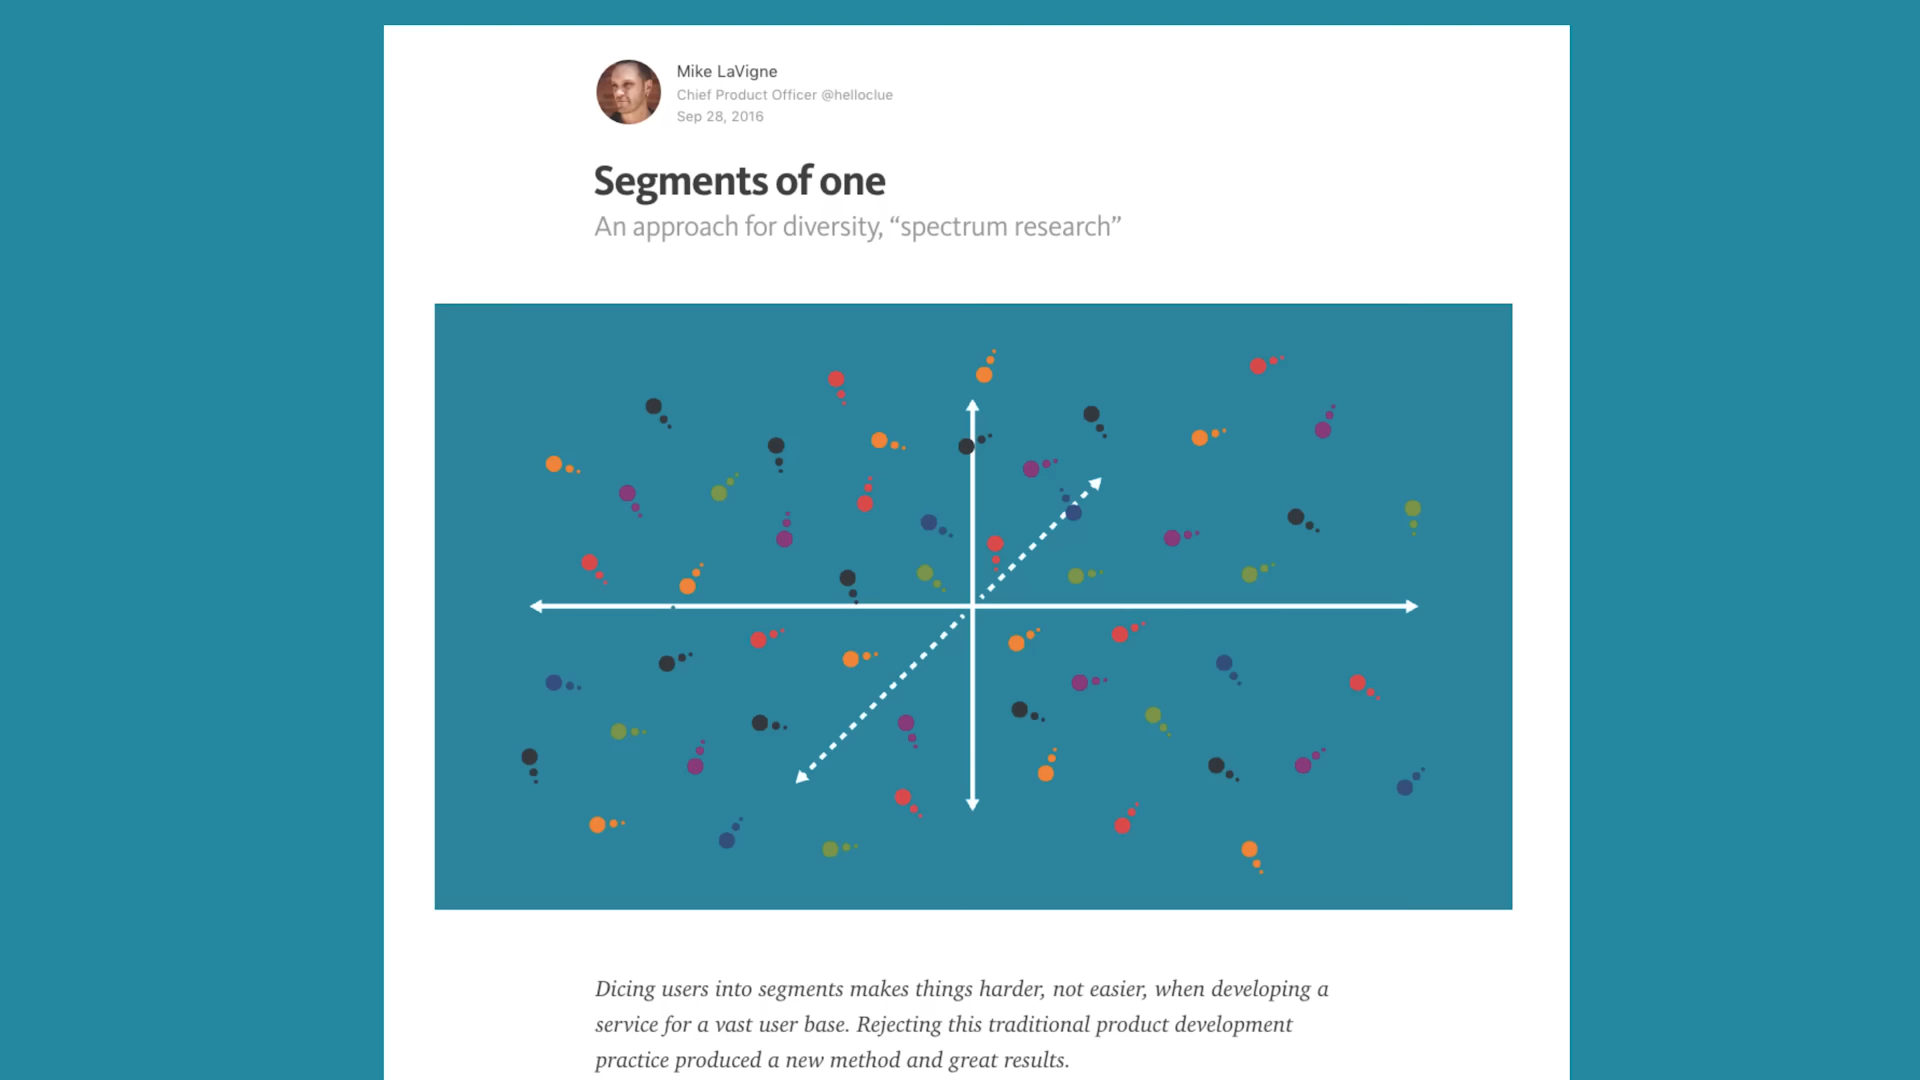 Mike LaVigne
Chief Product Officer @helloclue
Sep 28, 2016
Segments of one
An approach for diversity, “spectrum research”
Dicing users into segments makes things harder, not easier, when developing a
service for a vast user base. Rejecting this traditional product development
practice produced a new method and great results.